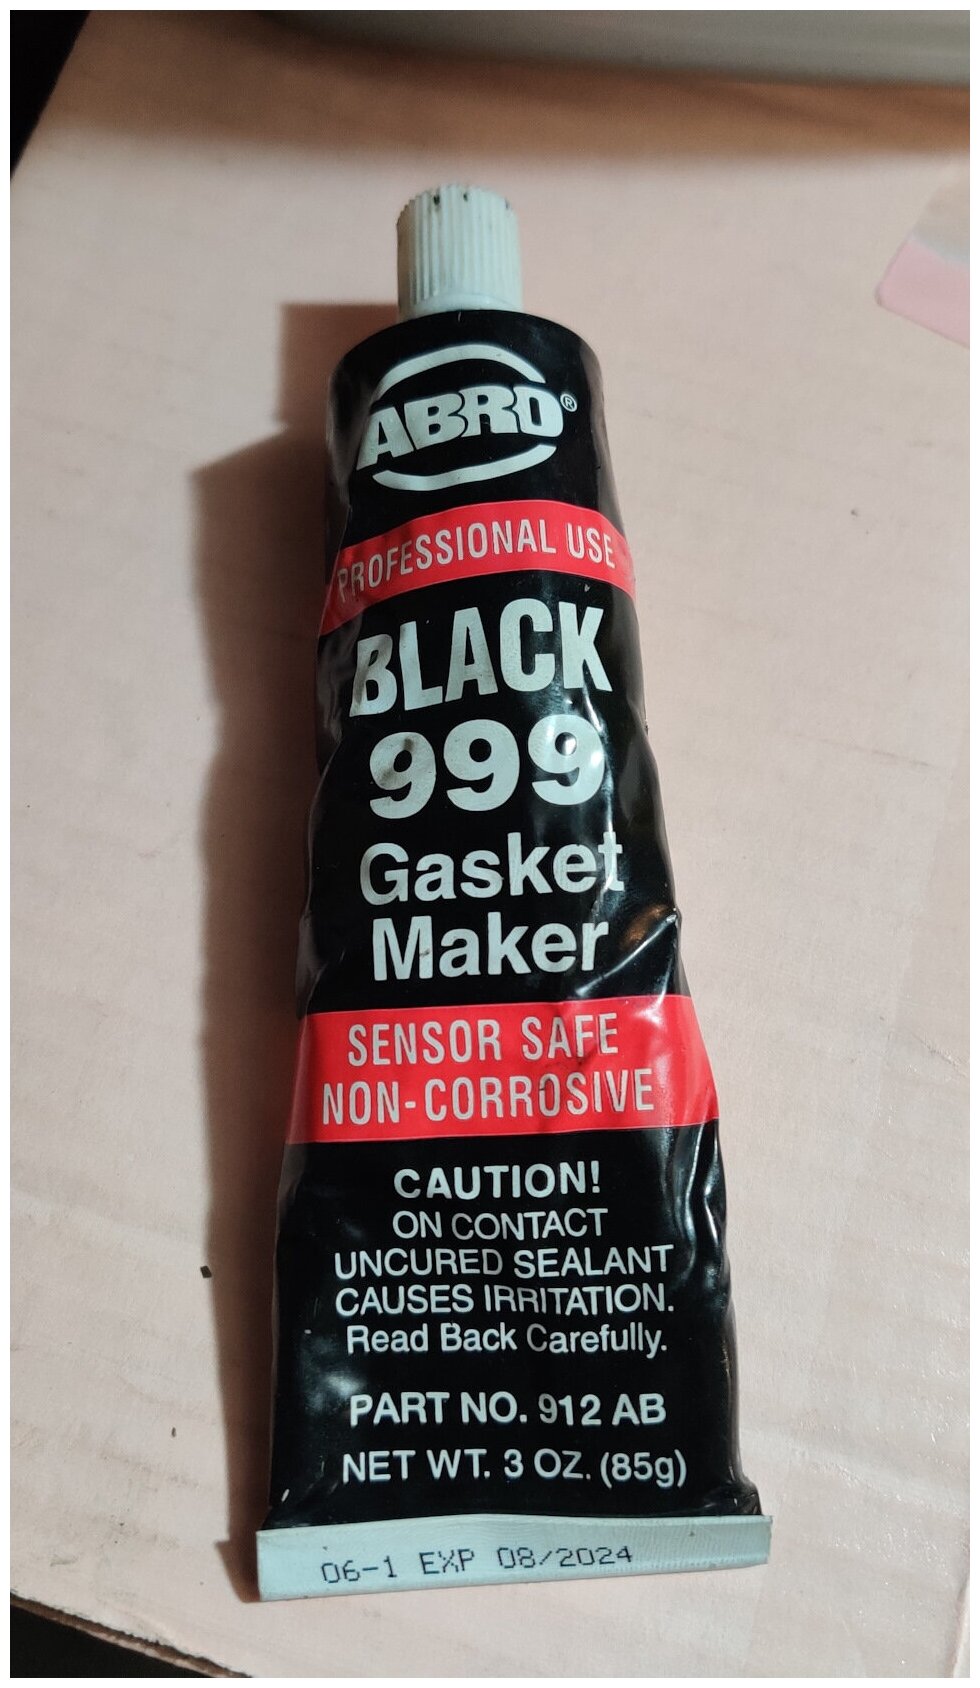 ABRO®
PROFESSIONAL USE
BLACK
999
Gasket
Maker
SENSOR SAFE
NON-CORROSIVE
CAUTION!
ON CONTACT
UNCURED SEALANT
CAUSES IRRITATION.
Read Back Carefully.
PART NO. 912 AB
NET WT. 3 OZ. (85g)
06-1 EXP 08/2024